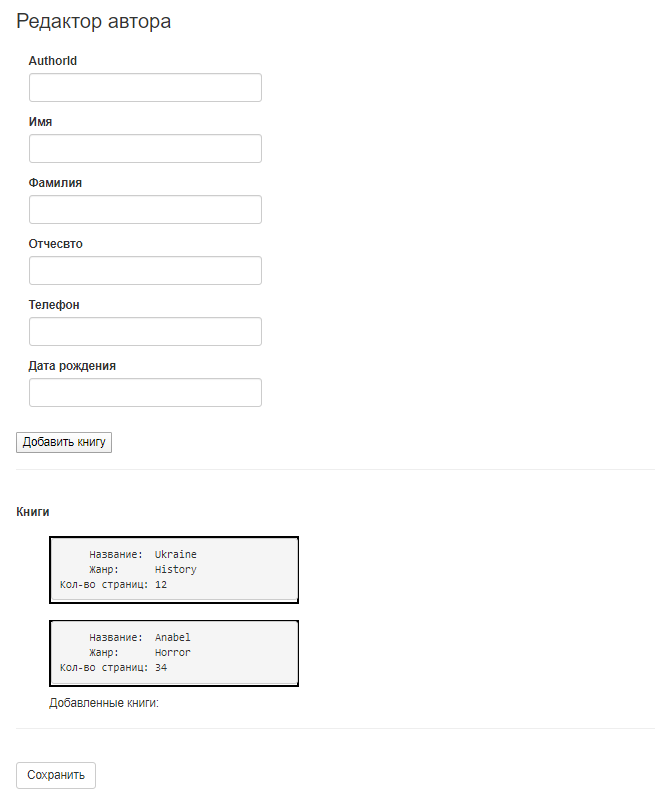 Редактор автора
AuthorId
Имя
Фамилия
Отчесвто
Телефон
Дата рождения
Добавить книгу
Книги
Название: Ukraine
Жанр: History
Кол-во страниц: 12
Название: Anabel
Жанр: Horror
Кол-во страниц: 34
Добавленные книги:
Сохранить